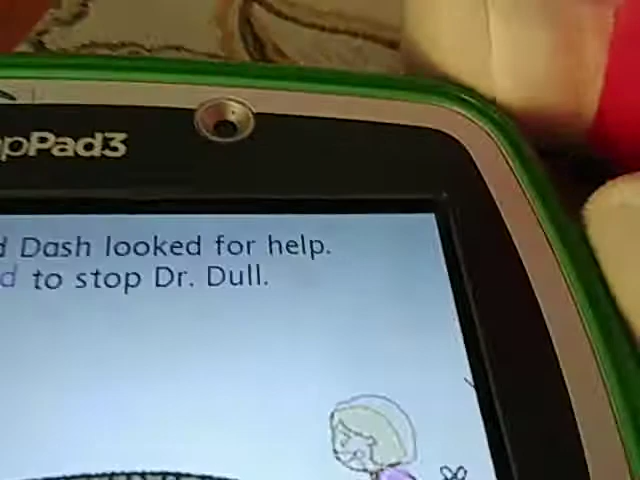 pPad3
Dash looked for help.
to stop Dr. Dull.